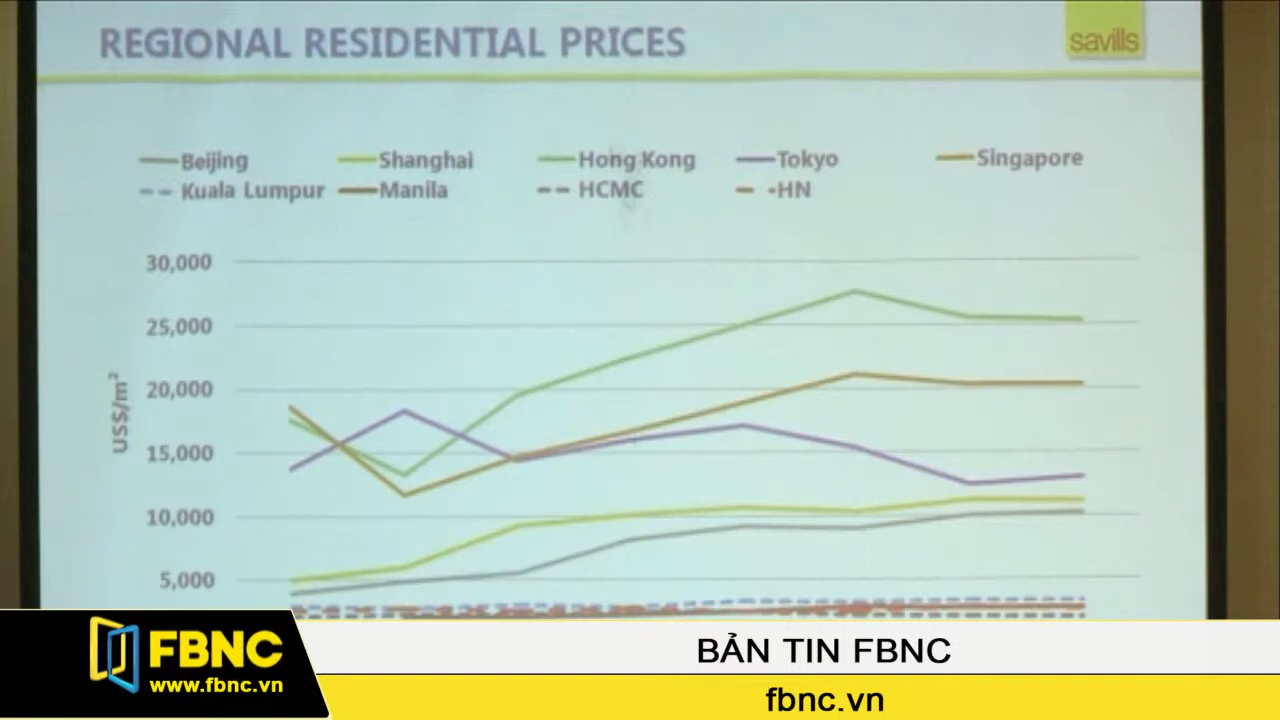 REGIONAL RESIDENTIAL PRICES
savills
Beijing Shanghai Hong Kong Tokyo Singapore
Kuala Lumpur Manila HCMC HN
30,000
25,000
20,000
15,000
10,000
5,000
US$/m²
FBNC
www.fbnc.vn
BẢN TIN FBNC
fbnc.vn